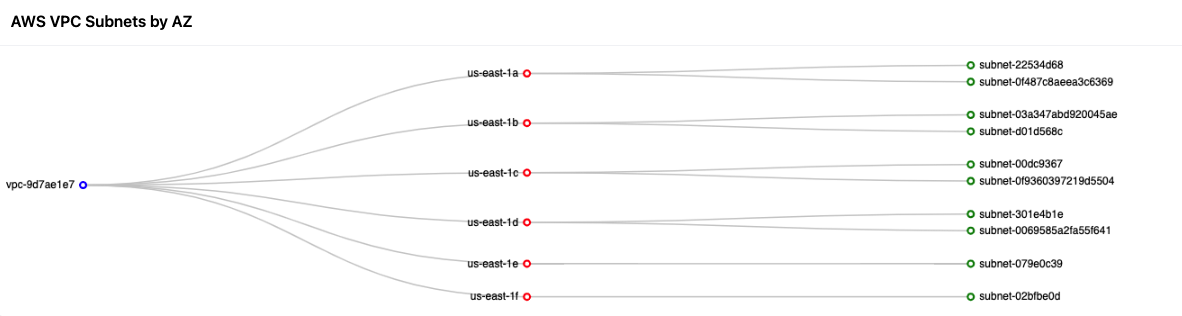 AWS VPC Subnets by AZ
vpc-9d7ae1e7
us-east-1a
subnet-22534d68
subnet-0f487c8aeea3c6369
us-east-1b
subnet-03a347abd920045ae
subnet-d01d568c
us-east-1c
subnet-00dc9367
subnet-0f9360397219d5504
us-east-1d
subnet-301e4b1e
subnet-0069585a2fa55f641
us-east-1e
subnet-079e0c39
us-east-1f
subnet-02bfbe0d